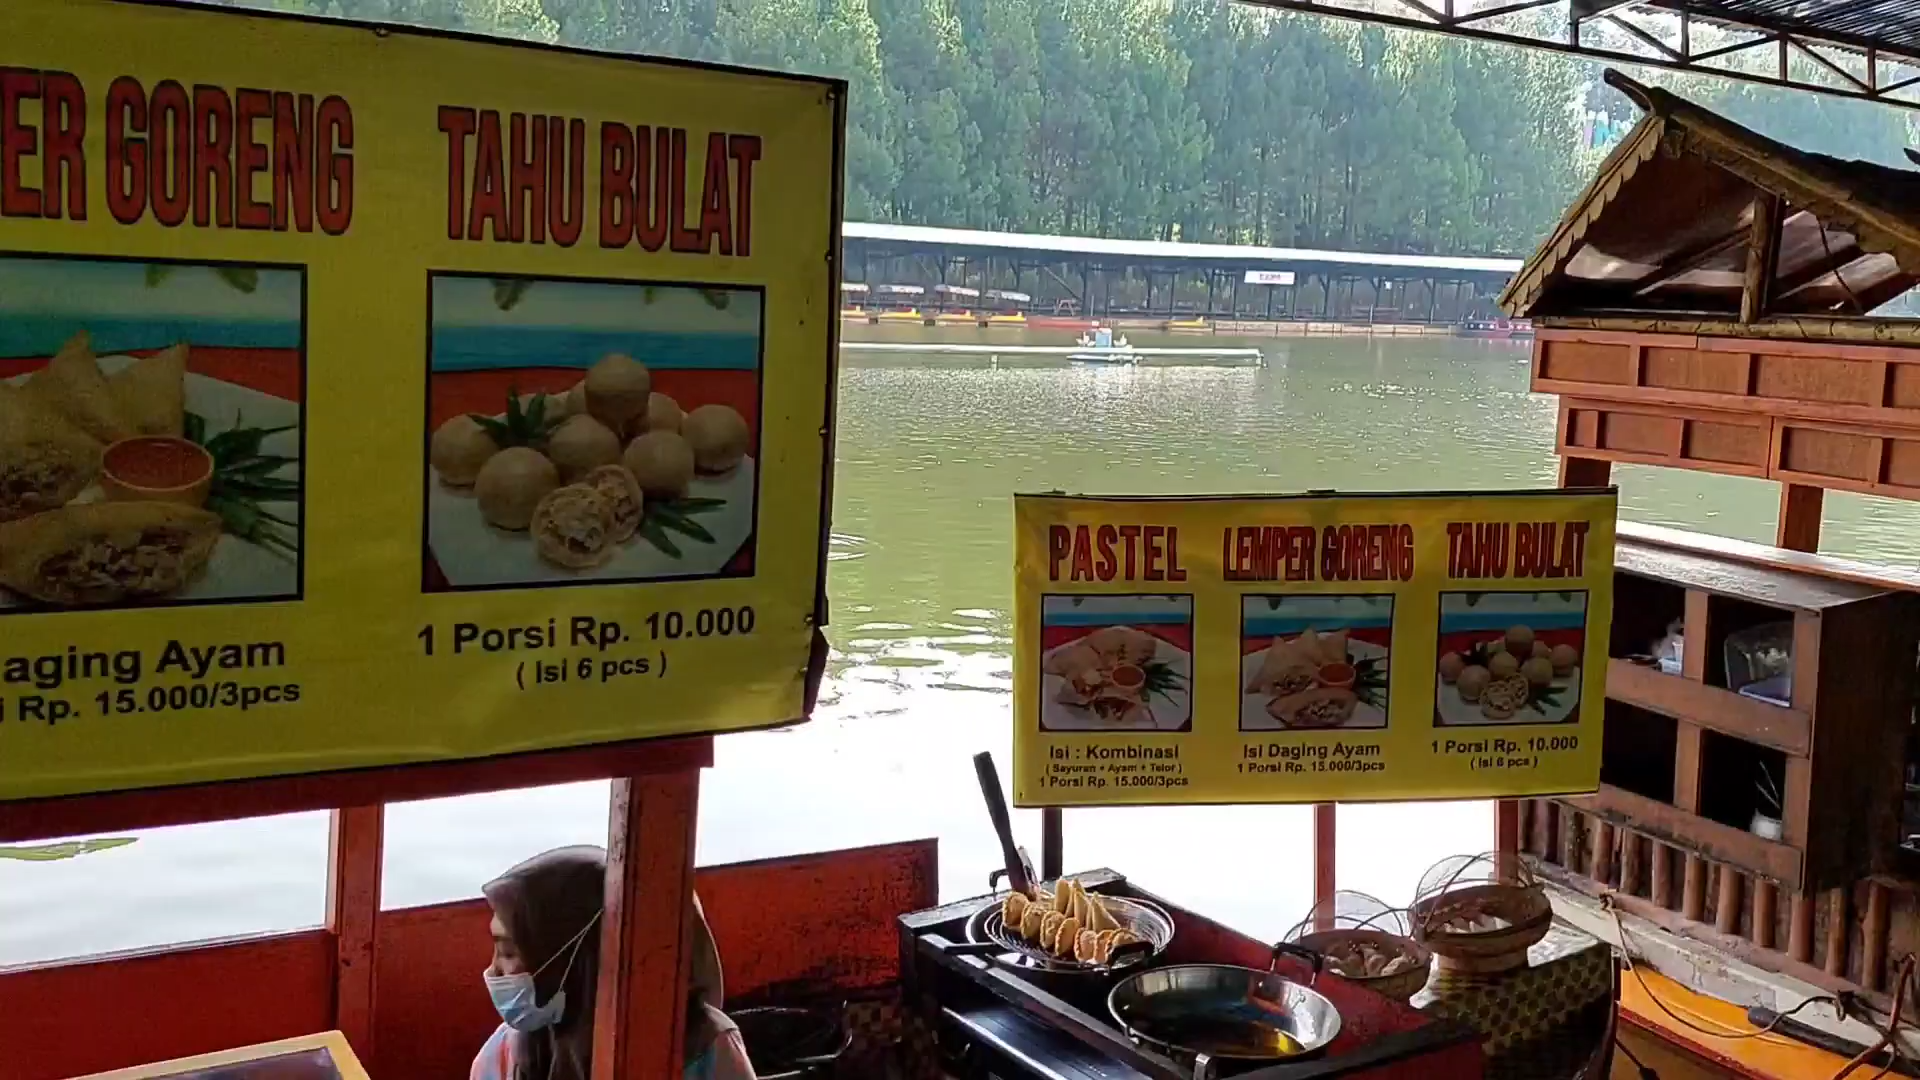 ER GORENG
TAHU BULAT
aging Ayam
i Rp. 15.000/3pcs
1 Porsi Rp. 10.000
( Isi 6 pcs )
PASTEL
LEMPER GORENG
TAHU BULAT
Isi : Kombinasi
( Sayuran + Ayam + Telor )
1 Porsi Rp. 15.000/3pcs
Isi Daging Ayam
1 Porsi Rp. 15.000/3pcs
1 Porsi Rp. 10.000
( Isi 6 pcs )